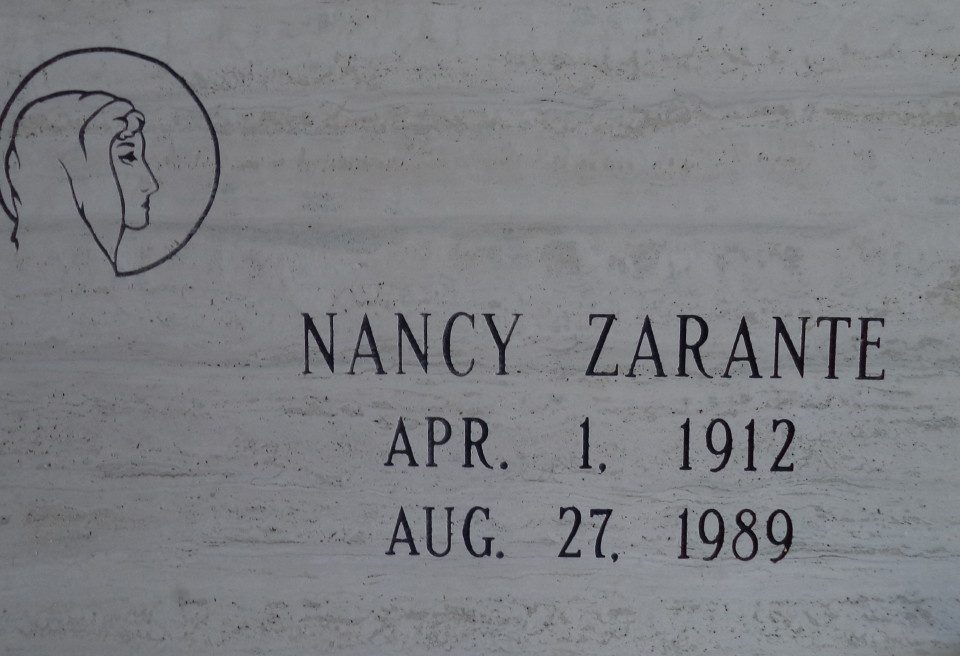 NANCY ZARANTE
APR. 1, 1912
AUG. 27, 1989